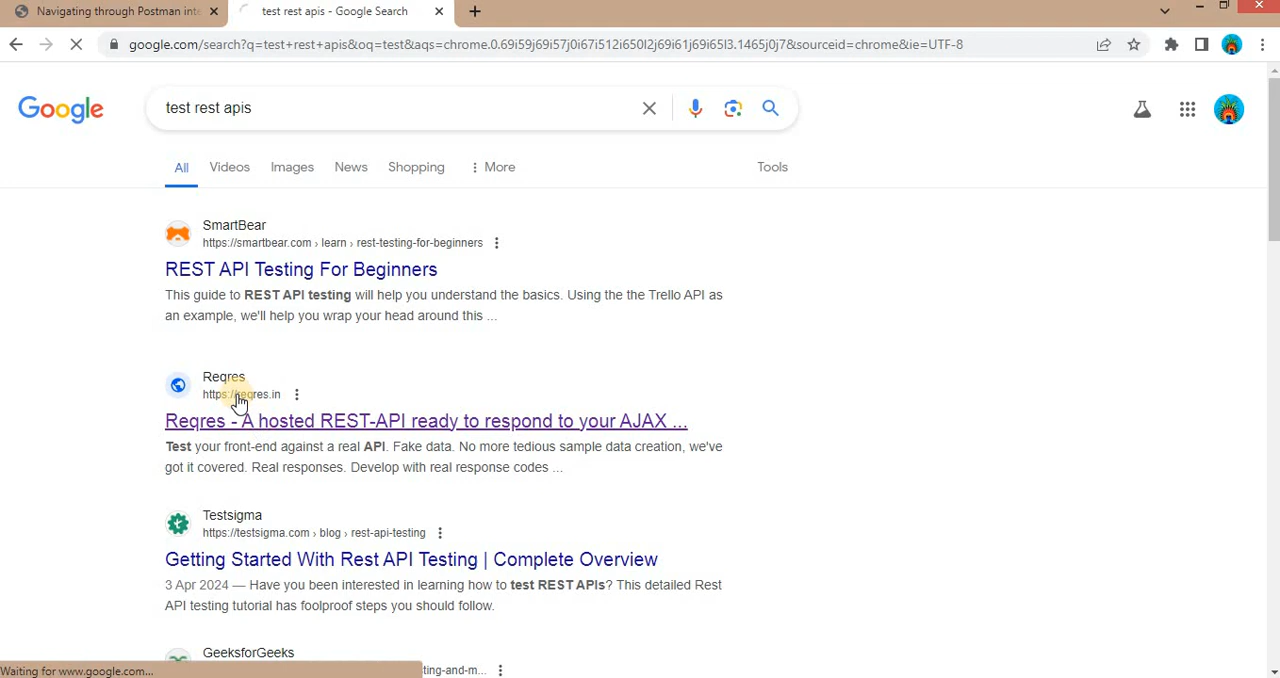 Navigating through Postman inte
test rest apis - Google Search
google.com/search?q=test+rest+apis&oq=test&aqs=chrome.0.69i59j69i57j0i67i512i650l2j69i61j69i65l3.1465j0j7&sourceid=chrome&ie=UTF-8
Google
test rest apis
All Videos Images News Shopping More Tools
SmartBear
https://smartbear.com › learn › rest-testing-for-beginners
REST API Testing For Beginners
This guide to REST API testing will help you understand the basics. Using the the Trello API as
an example, we'll help you wrap your head around this ...
Reqres
https://reqres.in
Reqres - A hosted REST-API ready to respond to your AJAX ...
Test your front-end against a real API. Fake data. No more tedious sample data creation, we've
got it covered. Real responses. Develop with real response codes ...
Testsigma
https://testsigma.com › blog › rest-api-testing
Getting Started With Rest API Testing | Complete Overview
3 Apr 2024 — Have you been interested in learning how to test REST APIs? This detailed Rest
API testing tutorial has foolproof steps you should follow.
GeeksforGeeks
ting-and-m...
Waiting for www.google.com...